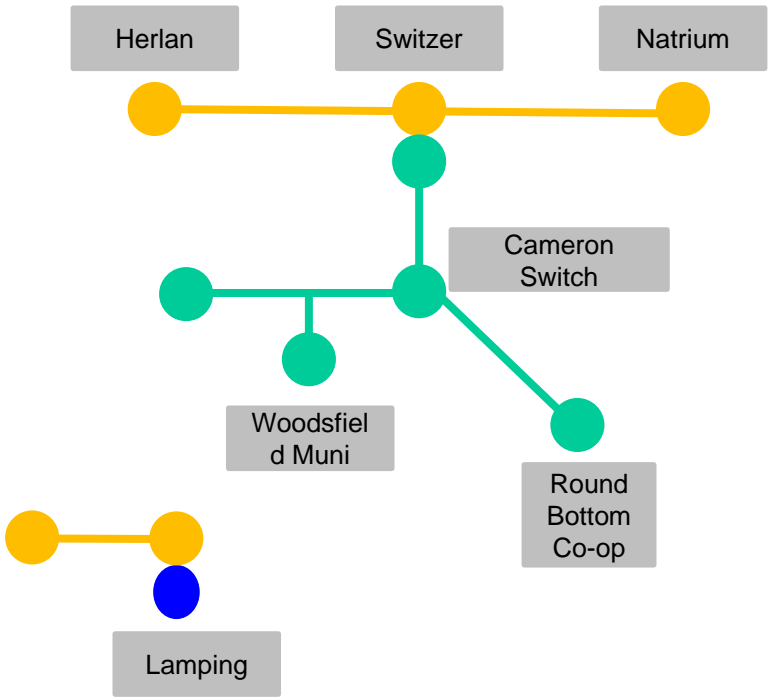 Herlan
Switzer
Natrium
Cameron
Switch
Woodsfiel
d Muni
Round
Bottom
Co-op
Lamping